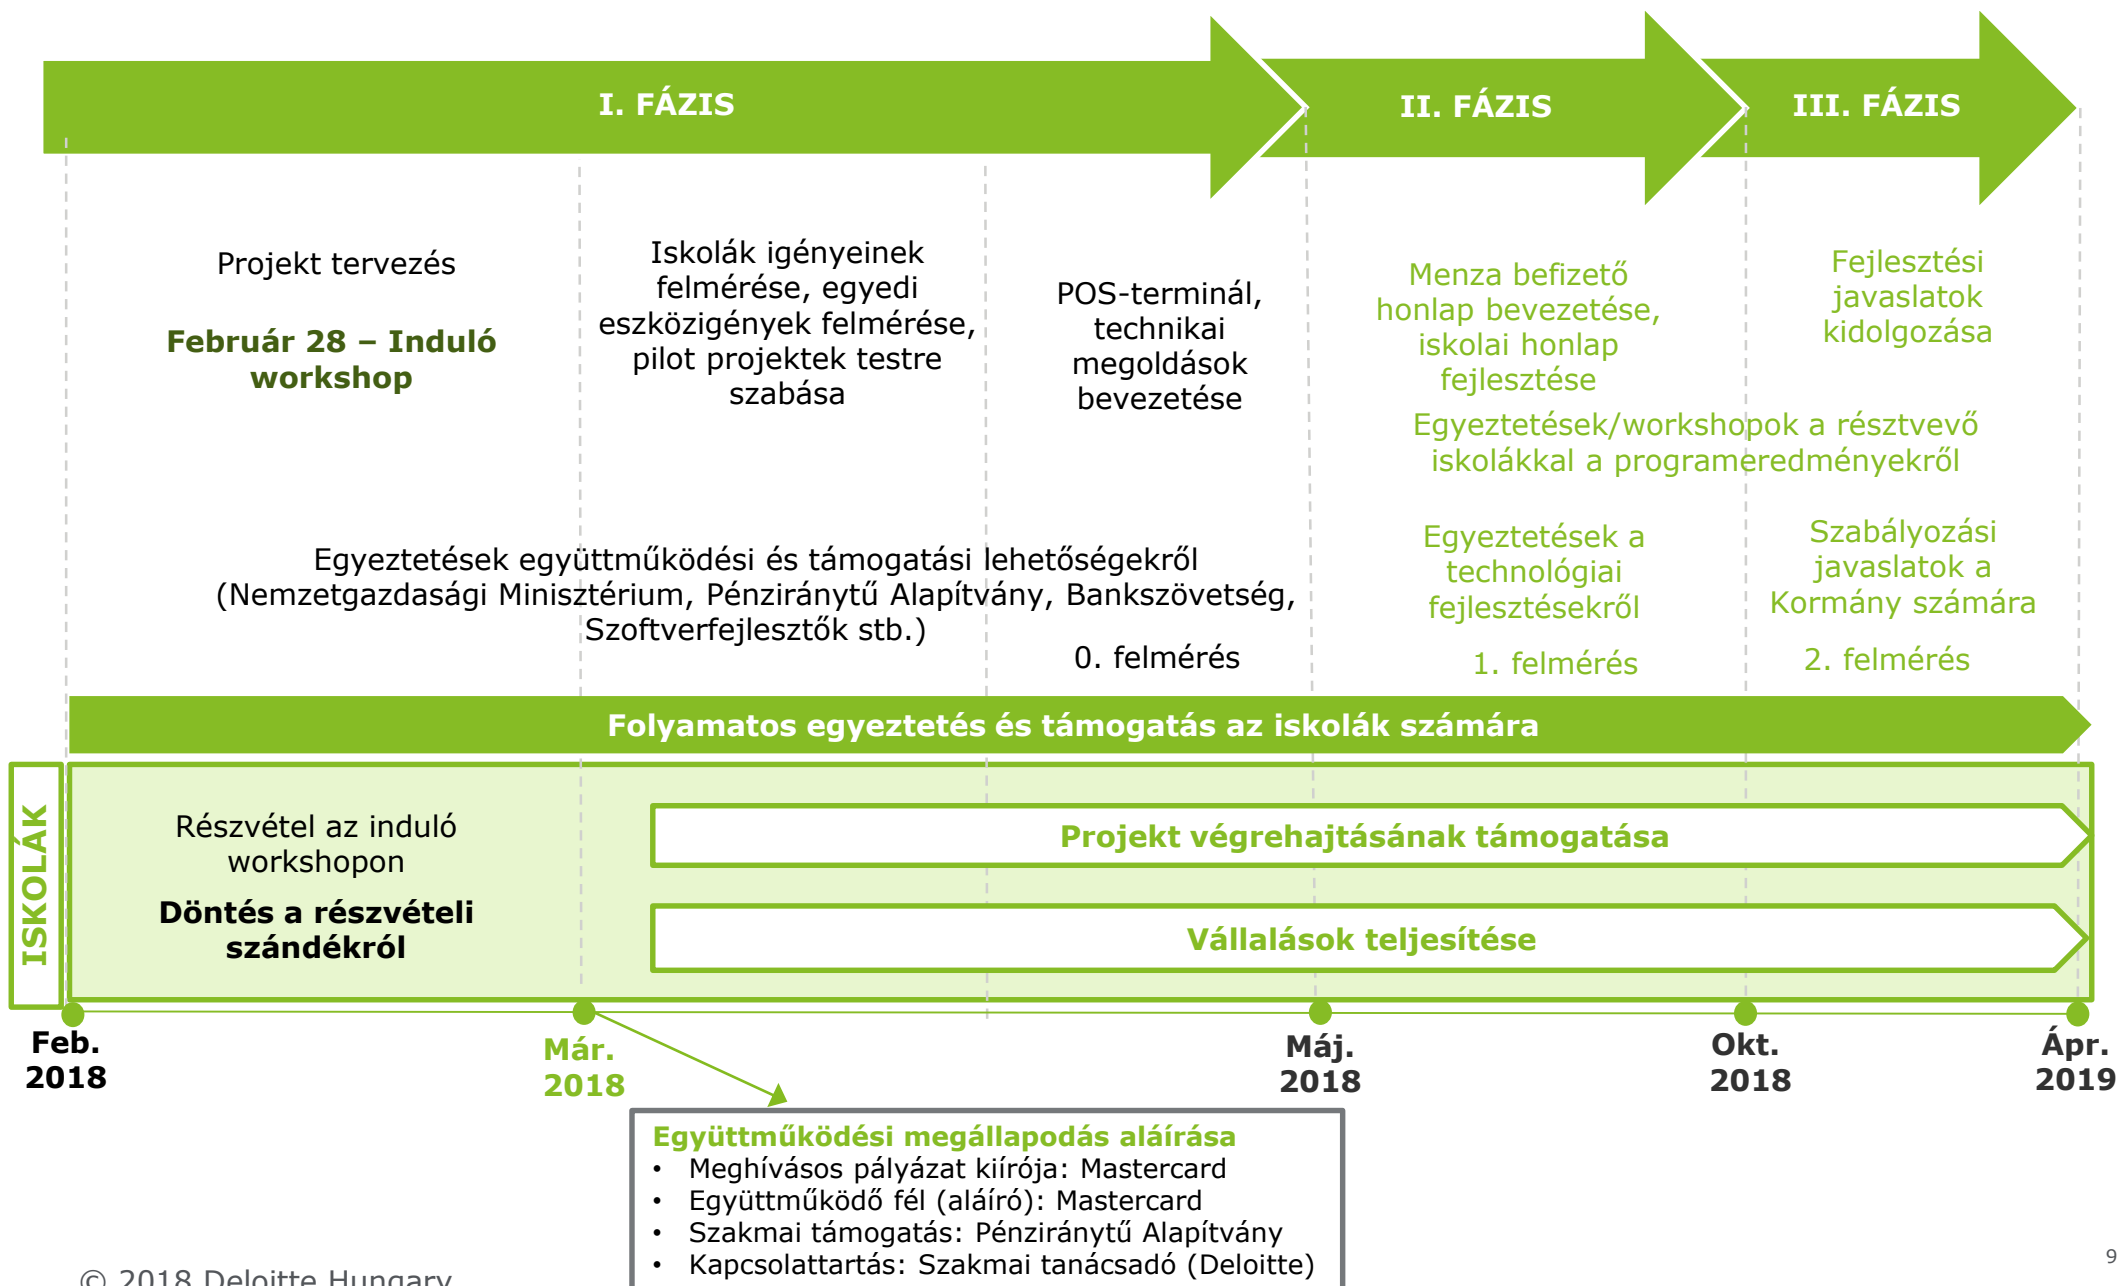 I. FÁZIS
II. FÁZIS
III. FÁZIS
Projekt tervezés
Február 28 – Induló
workshop
Iskolák igényeinek
felmérése, egyedi
eszközigények felmérése,
pilot projektek testre
szabása
POS-terminál,
technikai
megoldások
bevezetése
Menza befizető
honlap bevezetése,
iskolai honlap
fejlesztése
Fejlesztési
javaslatok
kidolgozása
Egyeztetések/workshopok a résztvevő
iskolákkal a programeredményekről
Egyeztetések együttműködési és támogatási lehetőségekről
(Nemzetgazdasági Minisztérium, Pénziránytű Alapítvány, Bankszövetség,
Szoftverfejlesztők stb.)
0. felmérés
Egyeztetések a
technológiai
fejlesztésekről
1. felmérés
Szabályozási
javaslatok a
Kormány számára
2. felmérés
Folyamatos egyeztetés és támogatás az iskolák számára
ISKOLÁK
Részvétel az induló
workshopon
Döntés a részvételi
szándékról
Projekt végrehajtásának támogatása
Vállalások teljesítése
Feb.
2018
Már.
2018
Máj.
2018
Okt.
2018
Ápr.
2019
Együttműködési megállapodás aláírása
• Meghívásos pályázat kiírója: Mastercard
• Együttműködő fél (aláíró): Mastercard
• Szakmai támogatás: Pénziránytű Alapítvány
• Kapcsolattartás: Szakmai tanácsadó (Deloitte)
© 2018 Deloitte Hungary
9